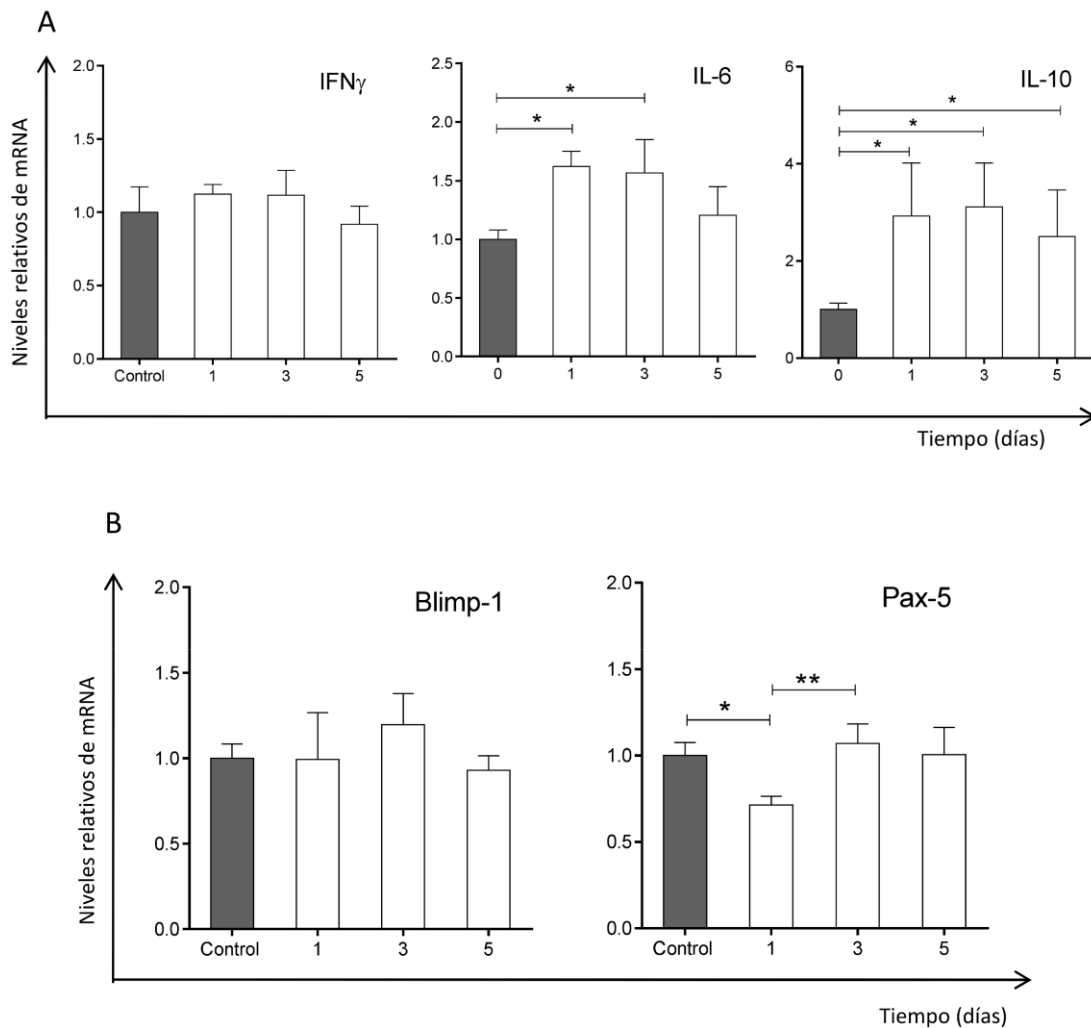 A
Niveles relativos de mRNA
IFNγ
2.0
1.5
1.0
0.5
0.0
Control 1 3 5
IL-6
2.5
2.0
1.5
1.0
0.5
0.0
* *
0 1 3 5
IL-10
6
4
2
0
* * *
0 1 3 5
Tiempo (días)
B
Niveles relativos de mRNA
Blimp-1
2.0
1.5
1.0
0.5
0.0
Control 1 3 5
Pax-5
2.0
1.5
1.0
0.5
0.0
* **
Control 1 3 5
Tiempo (días)